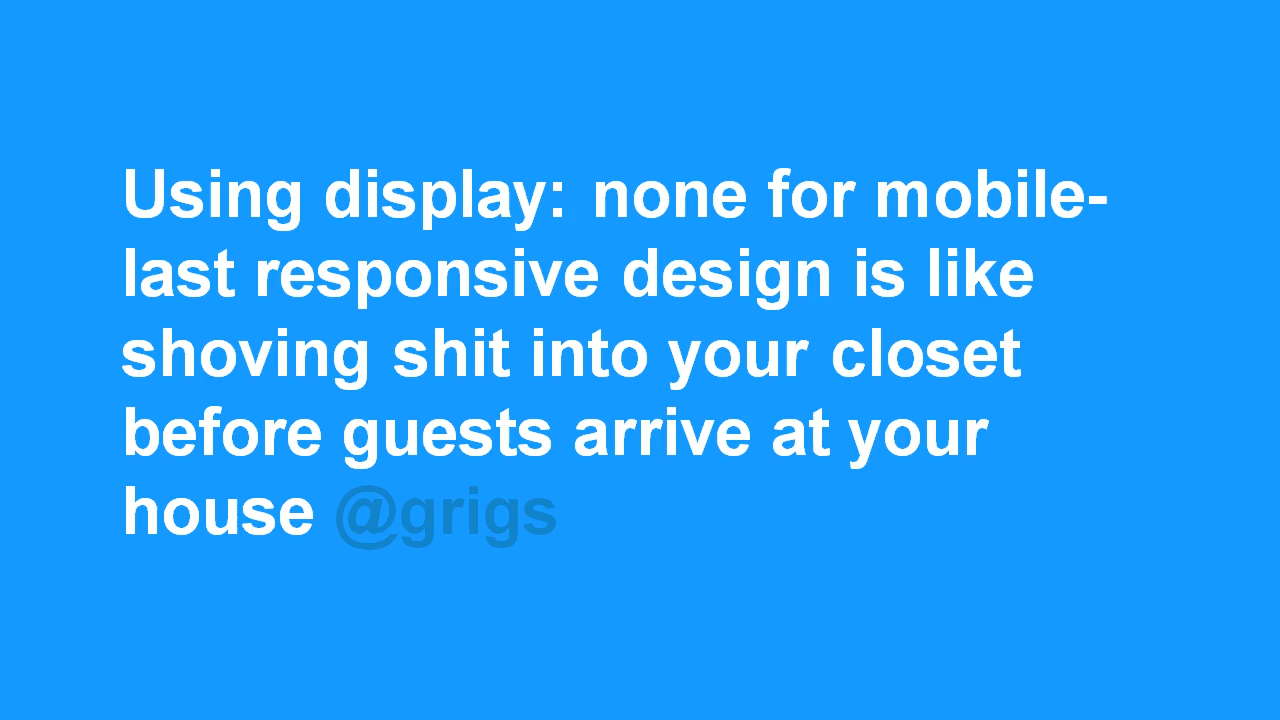 Using display: none for mobile-
last responsive design is like
shoving shit into your closet
before guests arrive at your
house @grigs